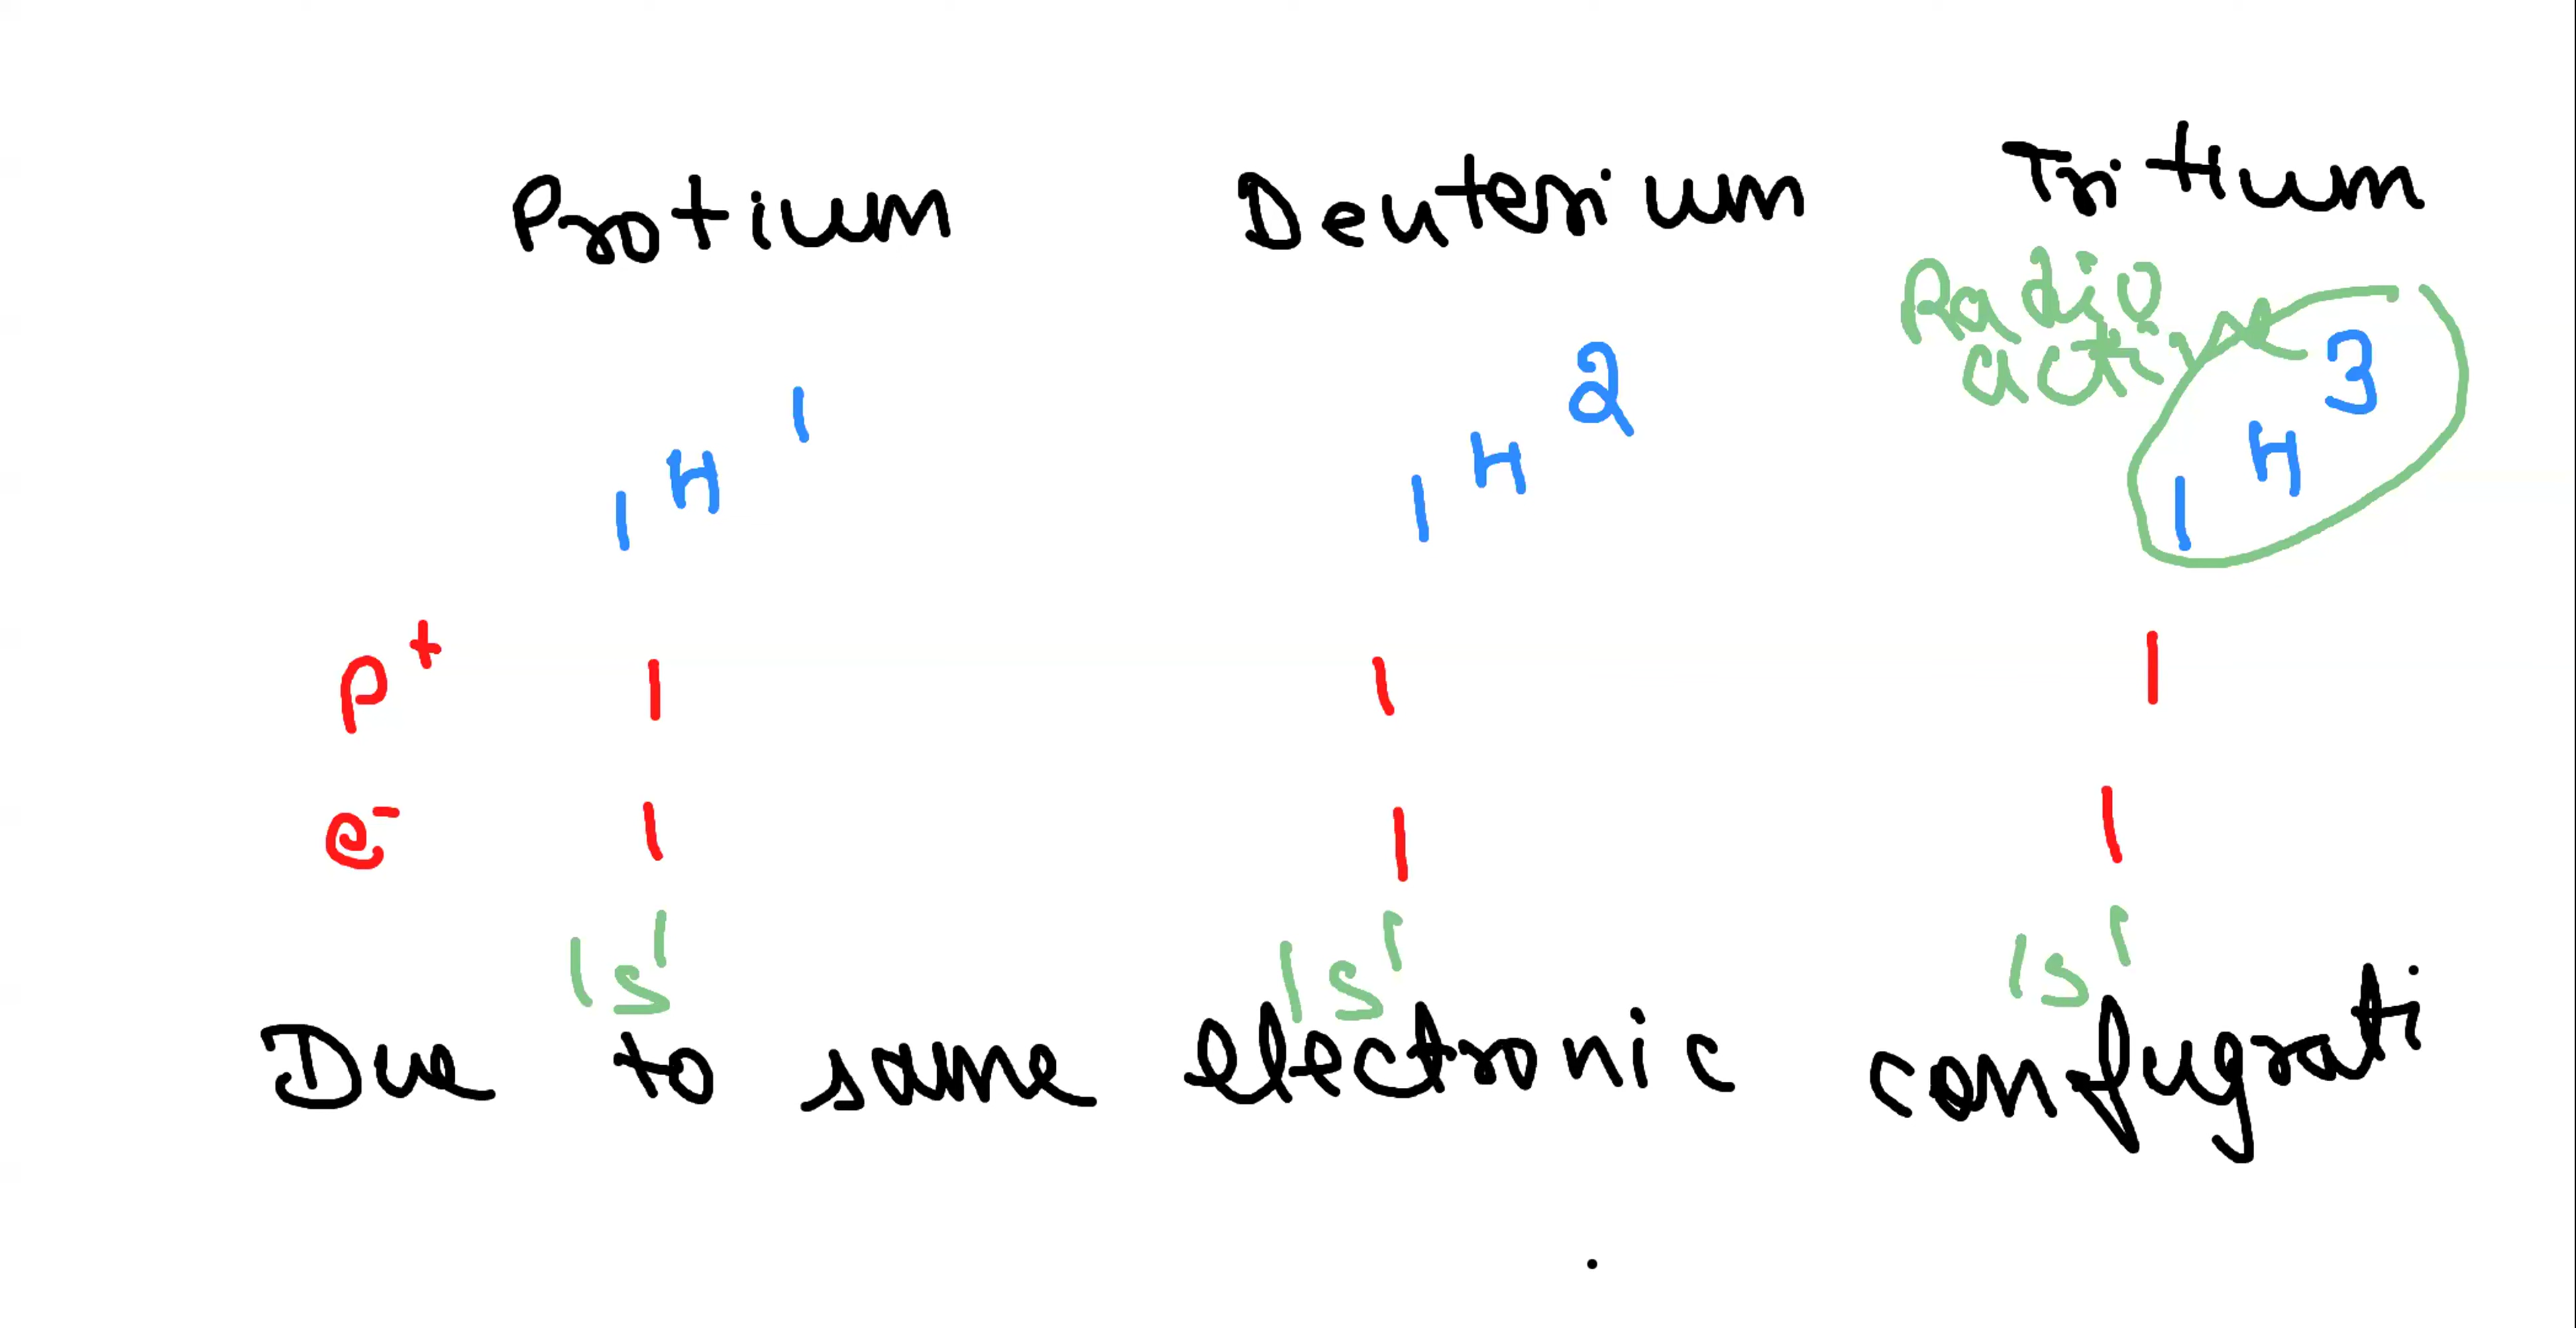 Protium Deuterium Tritium
Radio
active
₁H¹ ₁H² ₁H³
p⁺ 1 1 1
e⁻ 1 1 1
1s¹ 1s¹ 1s¹
Due to same electronic confugrati